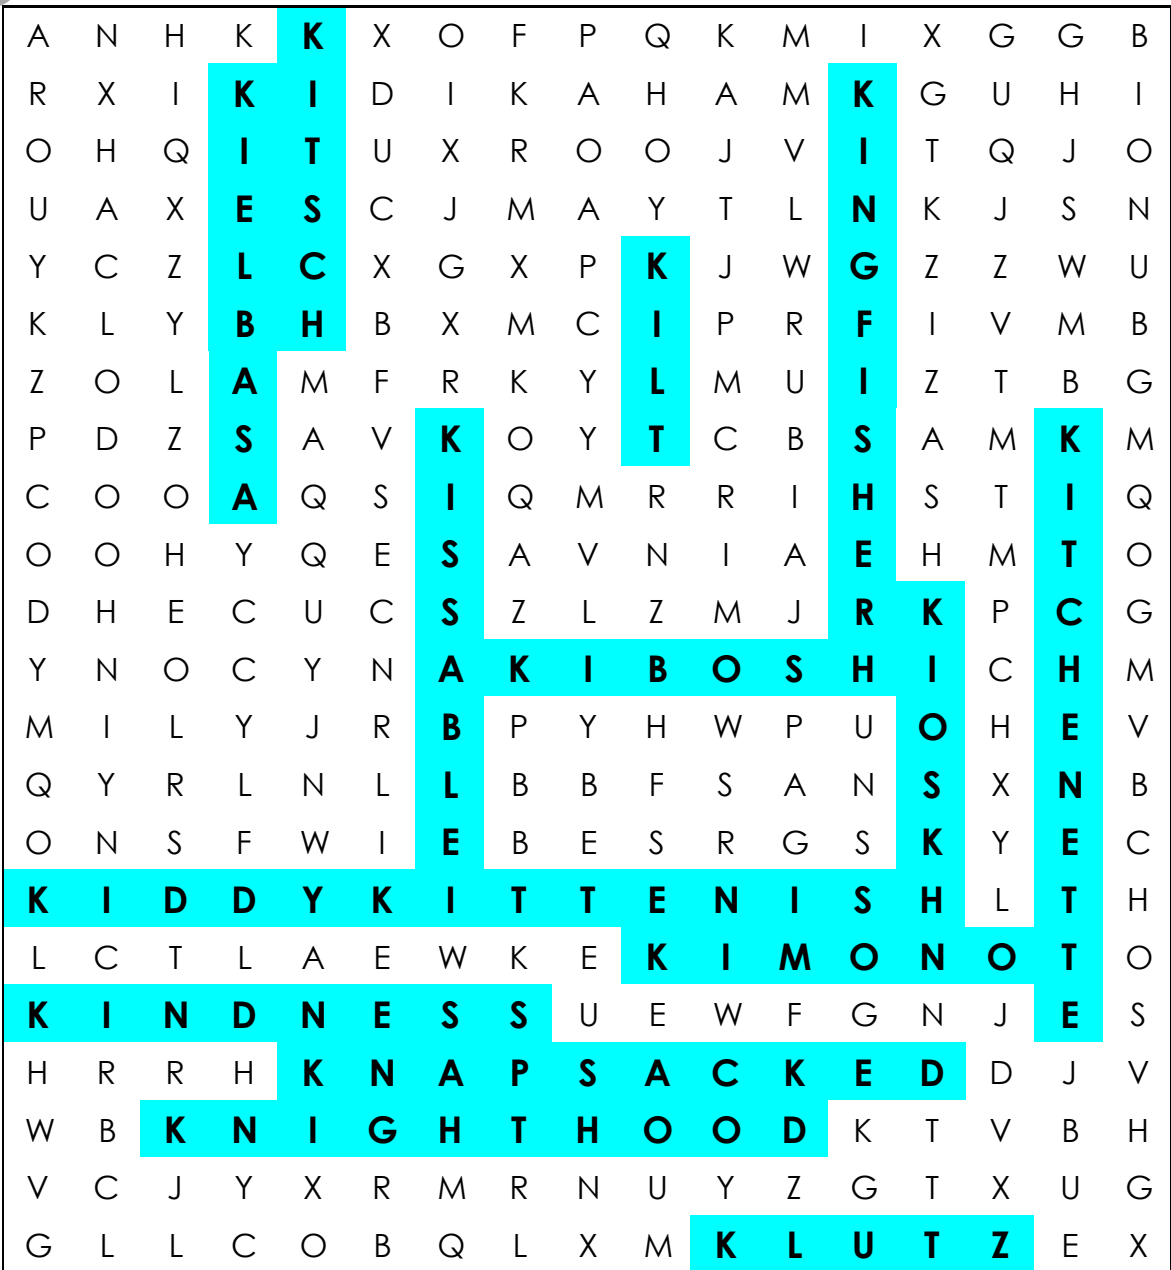 A N H K K X O F P Q K M I X G G B
R X I K I D I K A H A M K G U H I
O H Q I T U X R O O J V I T Q J O
U A X E S C J M A Y T L N K J S N
Y C Z L C X G X P K J W G Z Z W U
K L Y B H B X M C I P R F I V M B
Z O L A M F R K Y L M U I Z T B G
P D Z S A V K O Y T C B S A M K M
C O O A Q S I Q M R R I H S T I Q
O O H Y Q E S A V N I A E H M T O
D H E C U C S Z L Z M J R K P C G
Y N O C Y N A K I B O S H I C H M
M I L Y J R B P Y H W P U O H E V
Q Y R L N L L B B F S A N S X N B
O N S F W I E B E S R G S K Y E C
K I D D Y K I T T E N I S H L T H
L C T L A E W K E K I M O N O T O
K I N D N E S S U E W F G N J E S
H R R H K N A P S A C K E D D J V
W B K N I G H T H O O D K T V B H
V C J Y X R M R N U Y Z G T X U G
G L L C O B Q L X M K L U T Z E X